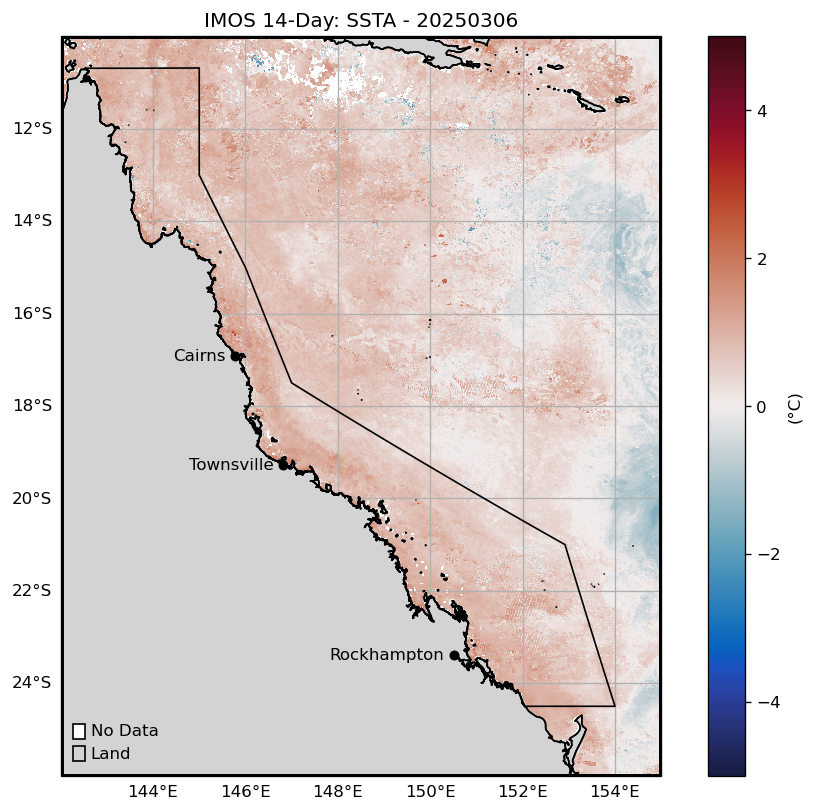 IMOS 14-Day: SSTA - 20250306
12°S
14°S
16°S
18°S
20°S
22°S
24°S
Cairns
Townsville
Rockhampton
No Data
Land
144°E 146°E 148°E 150°E 152°E 154°E
4
2
0
−2
−4
(°C)